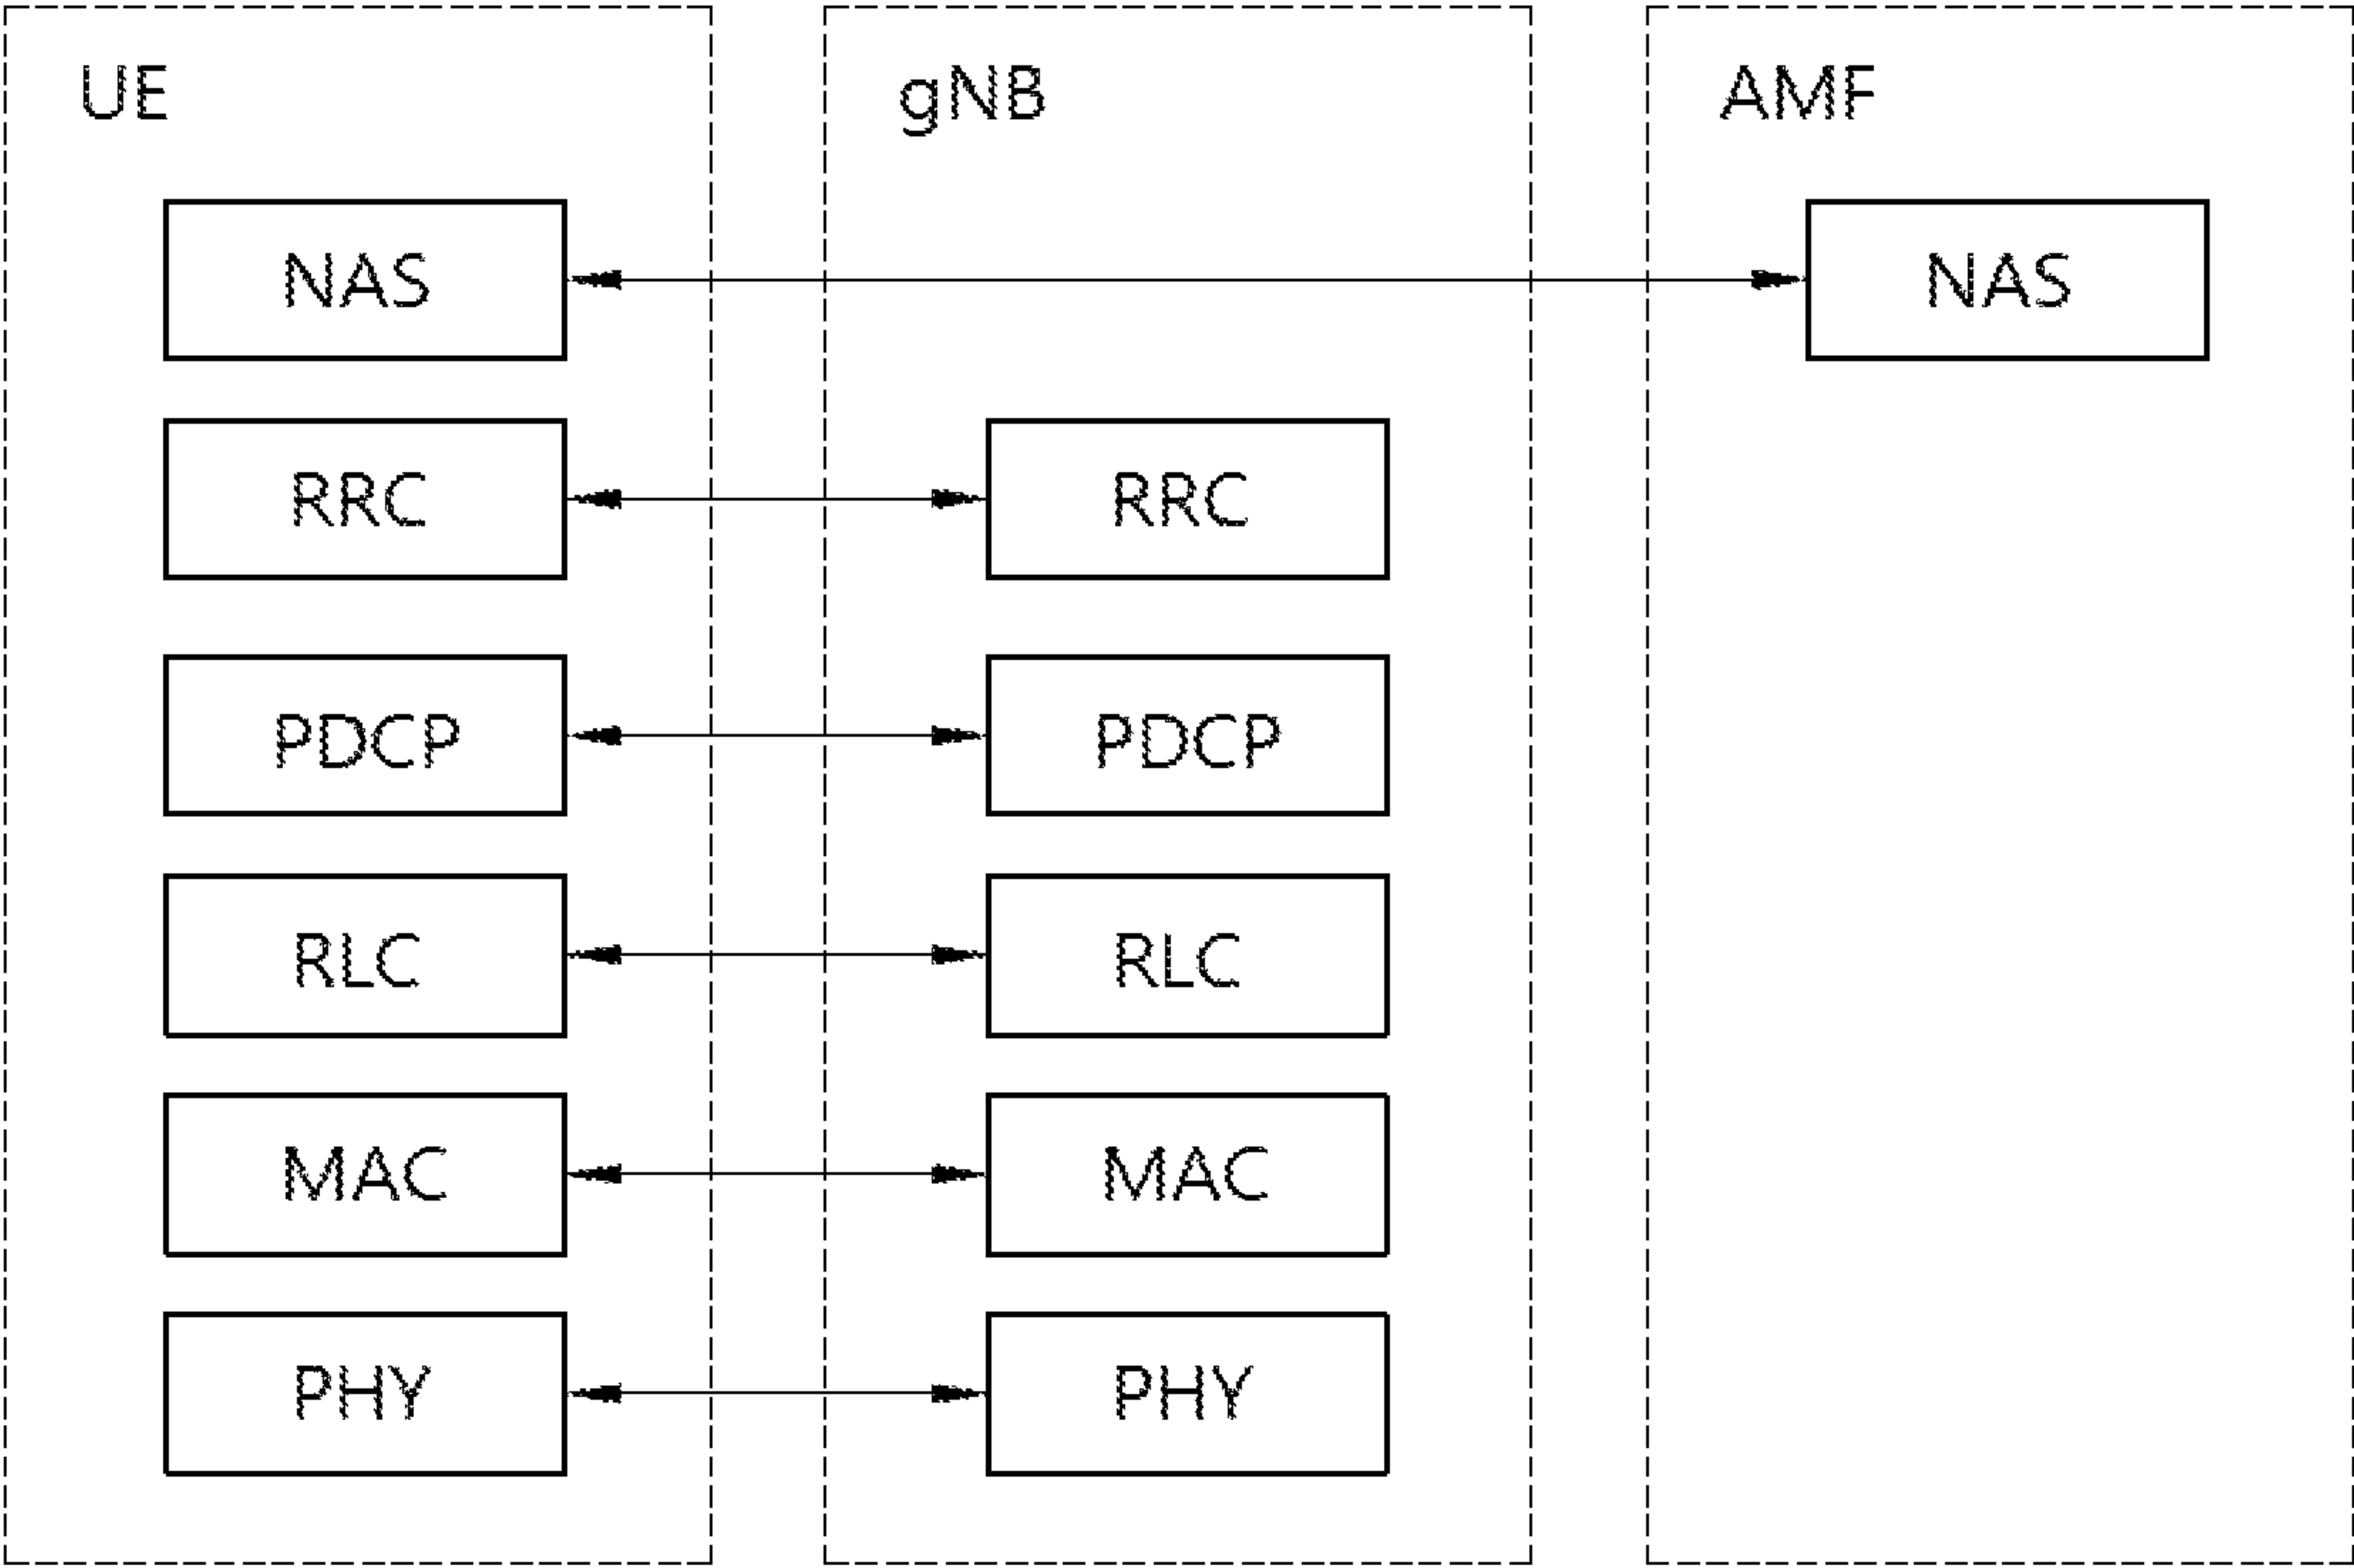 UE
gNB
AMF
NAS
NAS
RRC
RRC
PDCP
PDCP
RLC
RLC
MAC
MAC
PHY
PHY